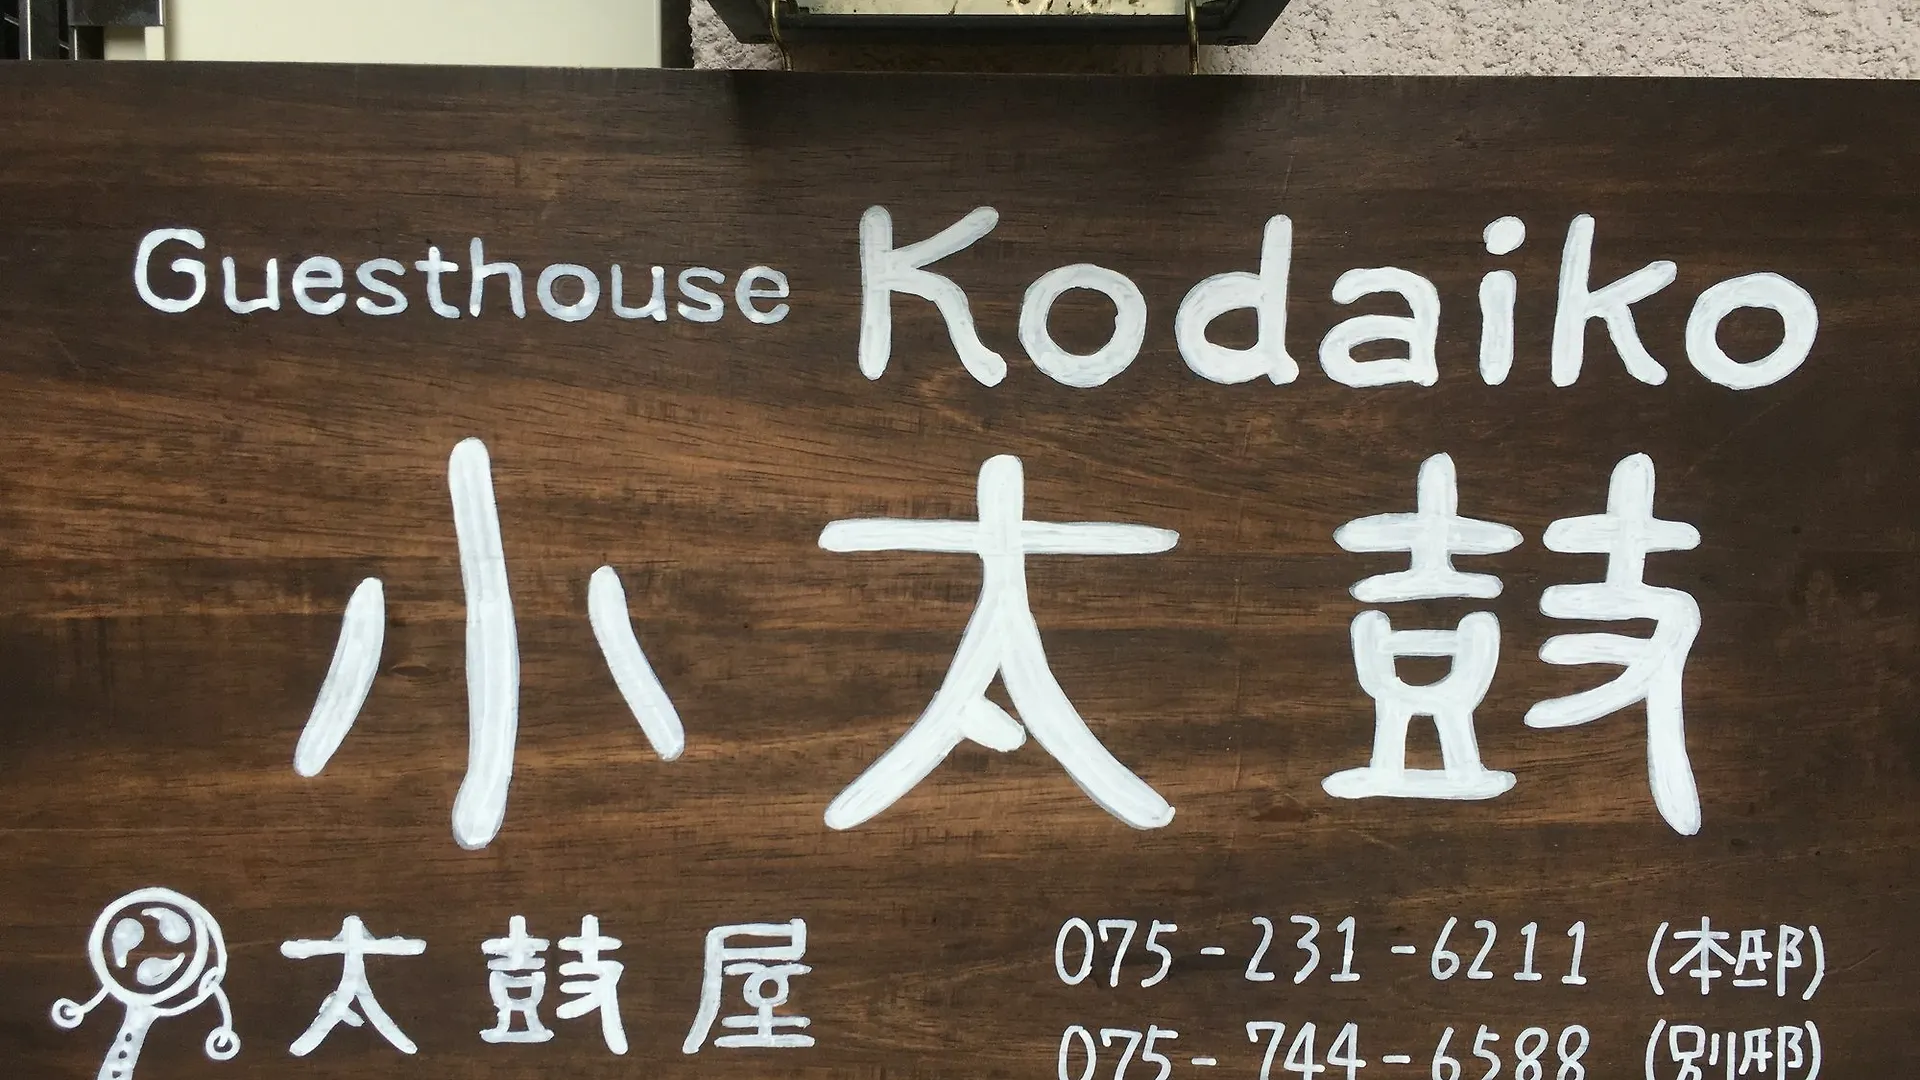 Guesthouse Kodaiko
小太鼓
太鼓屋
075-231-6211 (本邸)
075-744-6588 (別邸)